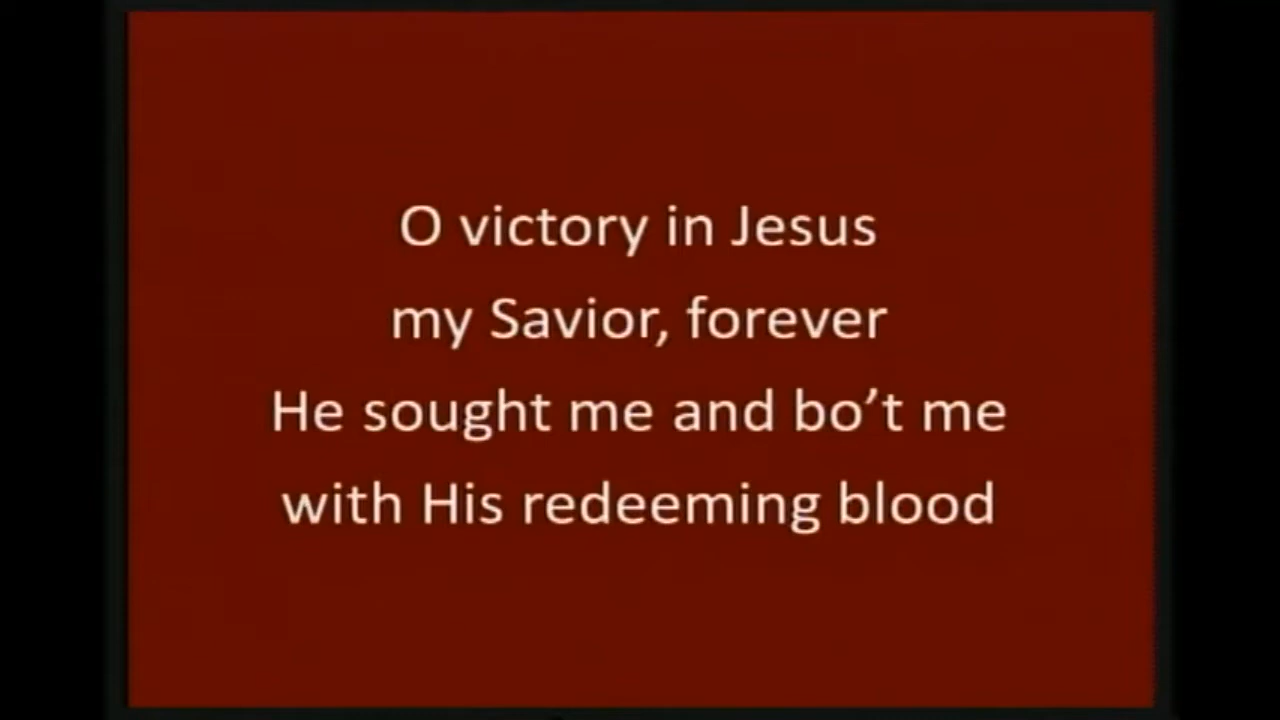 O victory in Jesus
my Savior, forever
He sought me and bo’t me
with His redeeming blood